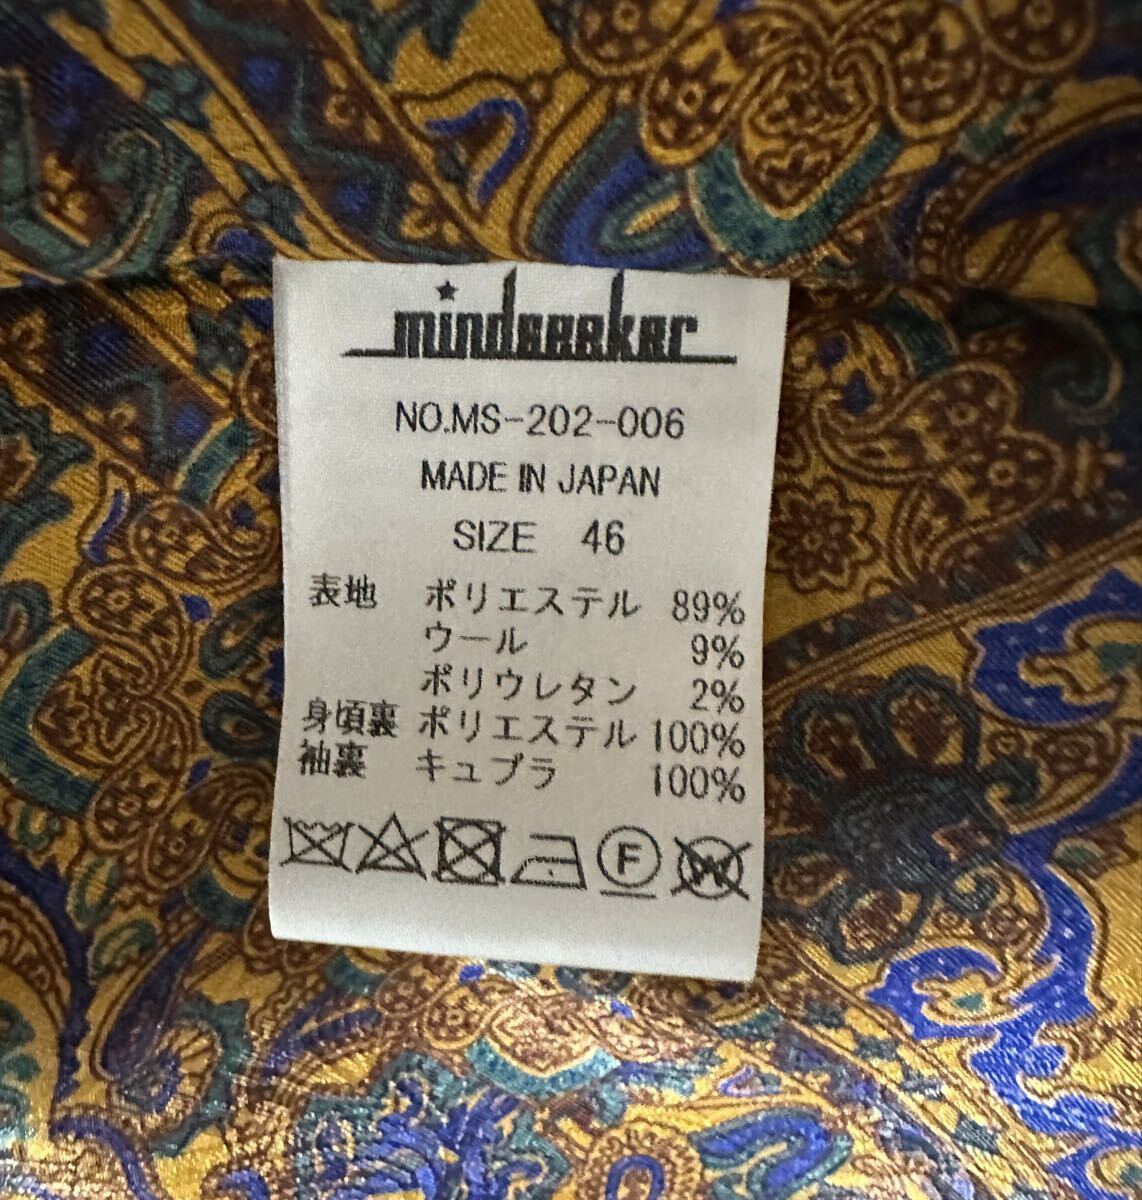 mindseeker
NO.MS-202-006
MADE IN JAPAN
SIZE 46
表地 ポリエステル 89%
ウール 9%
ポリウレタン 2%
身頃裏 ポリエステル 100%
袖裏 キュプラ 100%
F W